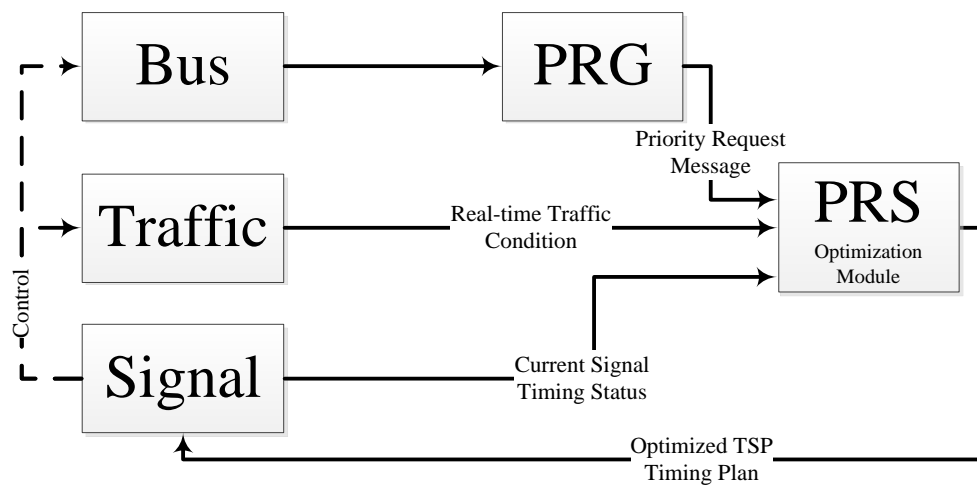 Bus
PRG
Priority Request
Message
Traffic
Real-time Traffic
Condition
PRS
Optimization
Module
Control
Signal
Current Signal
Timing Status
Optimized TSP
Timing Plan